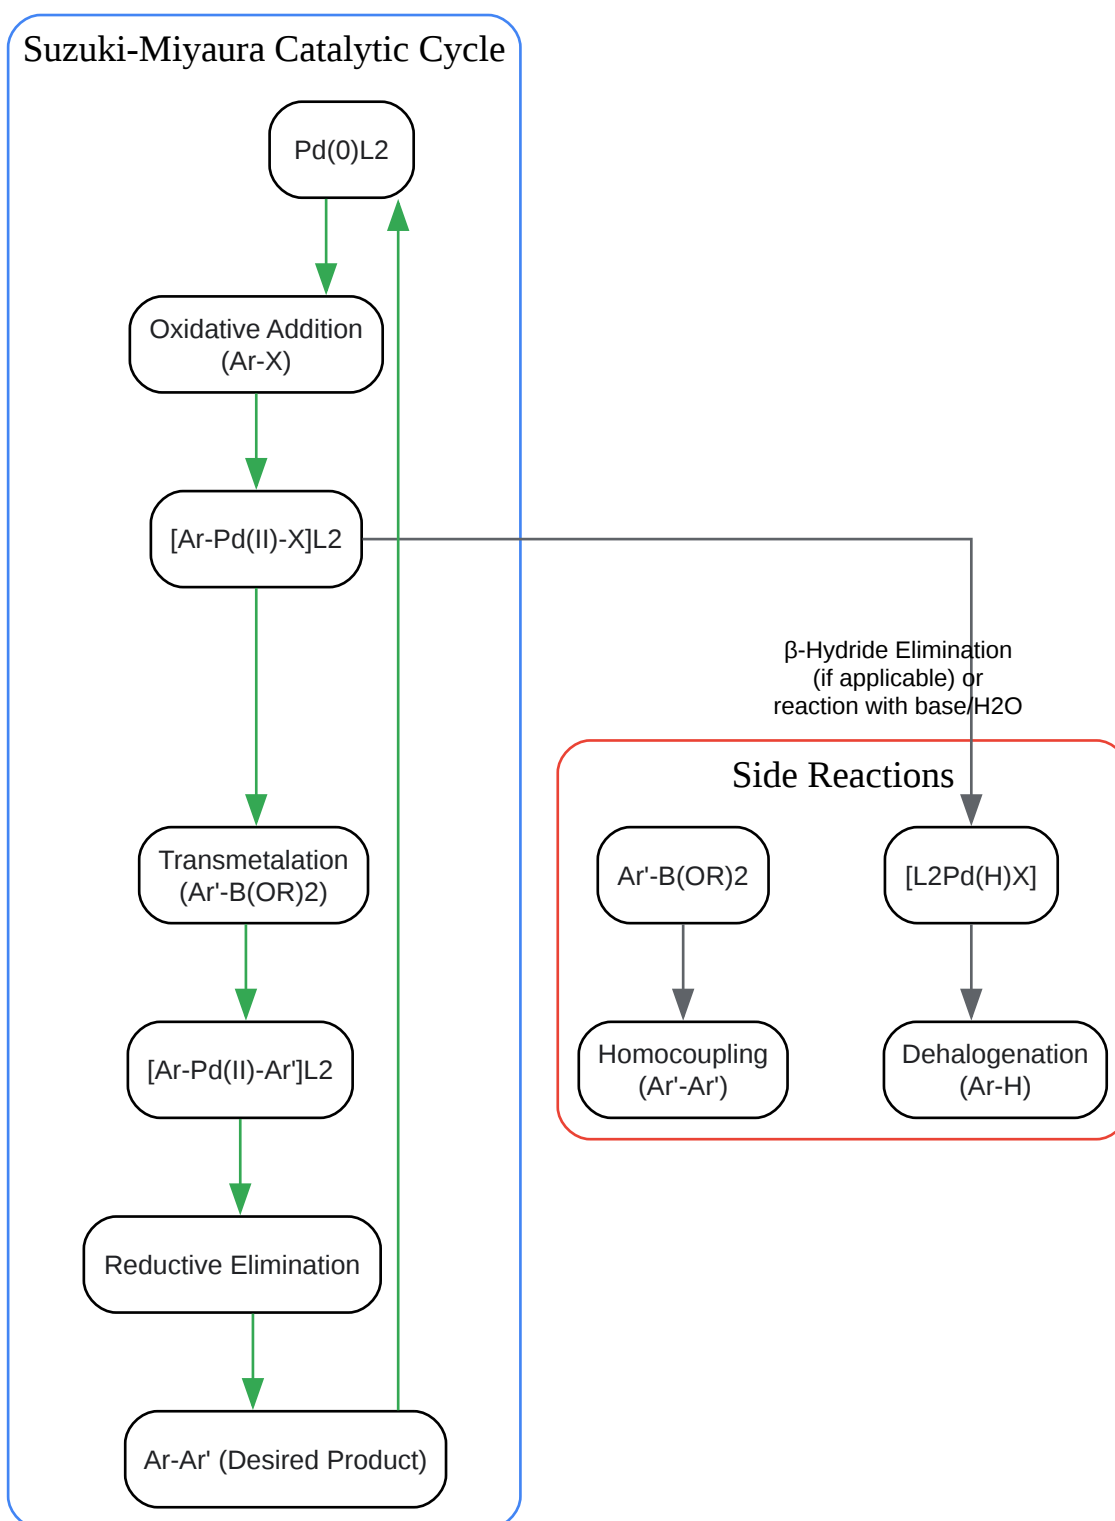 Suzuki-Miyaura Catalytic Cycle
Pd(0)L2
Oxidative Addition
(Ar-X)
[Ar-Pd(II)-X]L2
Transmetalation
(Ar'-B(OR)2)
[Ar-Pd(II)-Ar']L2
Reductive Elimination
Ar-Ar' (Desired Product)
β-Hydride Elimination
(if applicable) or
reaction with base/H2O
Side Reactions
Ar'-B(OR)2
[L2Pd(H)X]
Homocoupling
(Ar'-Ar')
Dehalogenation
(Ar-H)